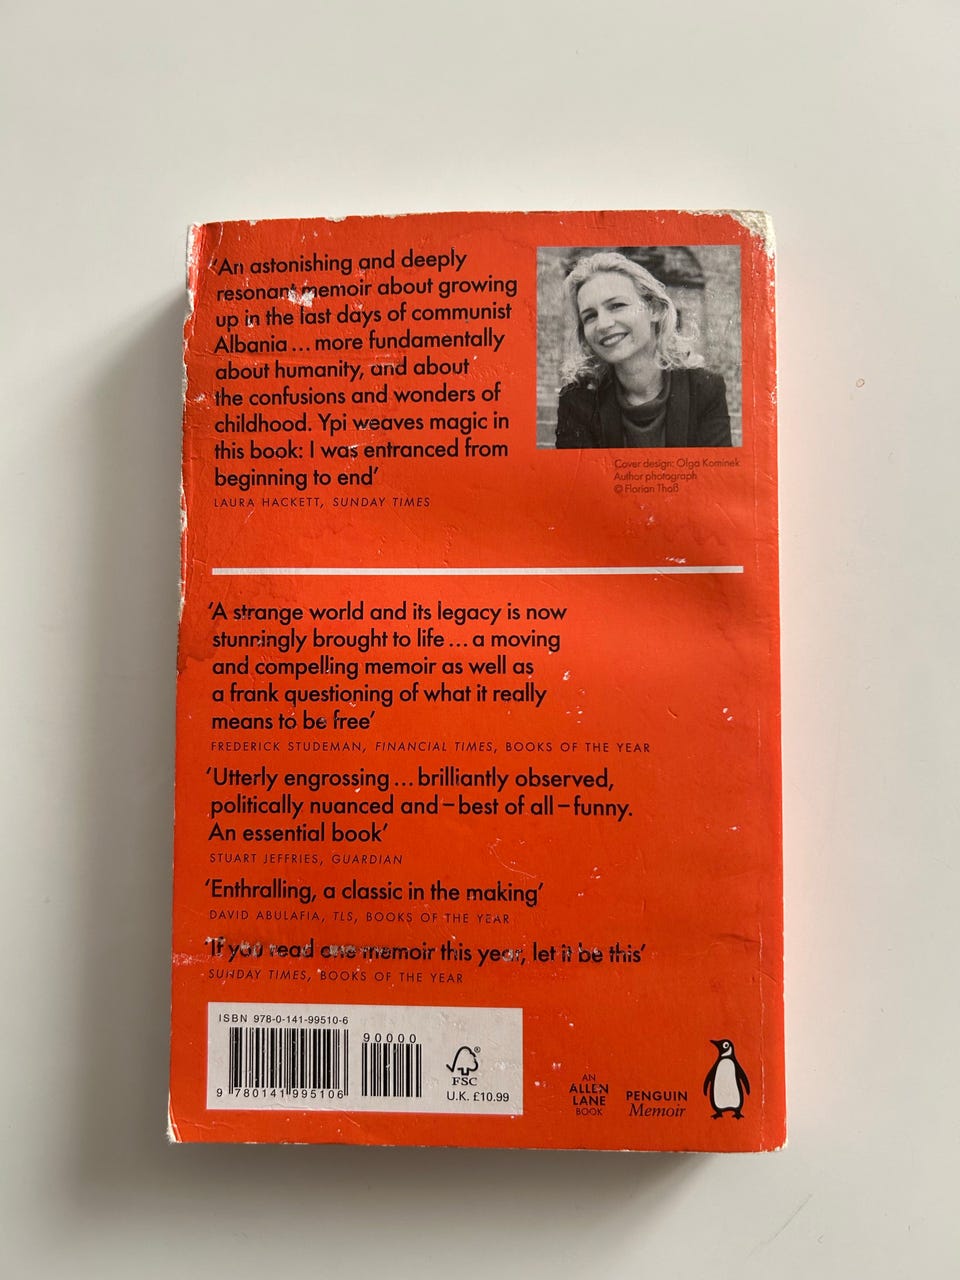 ‘An astonishing and deeply
resonant memoir about growing
up in the last days of communist
Albania ... more fundamentally
about humanity, and about
the confusions and wonders of
childhood. Ypi weaves magic in
this book: I was entranced from
beginning to end’
LAURA HACKETT, SUNDAY TIMES
Cover design: Olga Kominek
Author photograph
© Florian Thoß
‘A strange world and its legacy is now
stunningly brought to life ... a moving
and compelling memoir as well as
a frank questioning of what it really
means to be free’
FREDERICK STUDEMAN, FINANCIAL TIMES, BOOKS OF THE YEAR
‘Utterly engrossing ... brilliantly observed,
politically nuanced and – best of all – funny.
An essential book’
STUART JEFFRIES, GUARDIAN
‘Enthralling, a classic in the making’
DAVID ABULAFIA, TLS, BOOKS OF THE YEAR
‘If you read one memoir this year, let it be this’
SUNDAY TIMES, BOOKS OF THE YEAR
ISBN 978-0-141-99510-6
90000
9 780141 995106
FSC®
U.K. £10.99
AN
ALLEN
LANE
BOOK
PENGUIN
Memoir